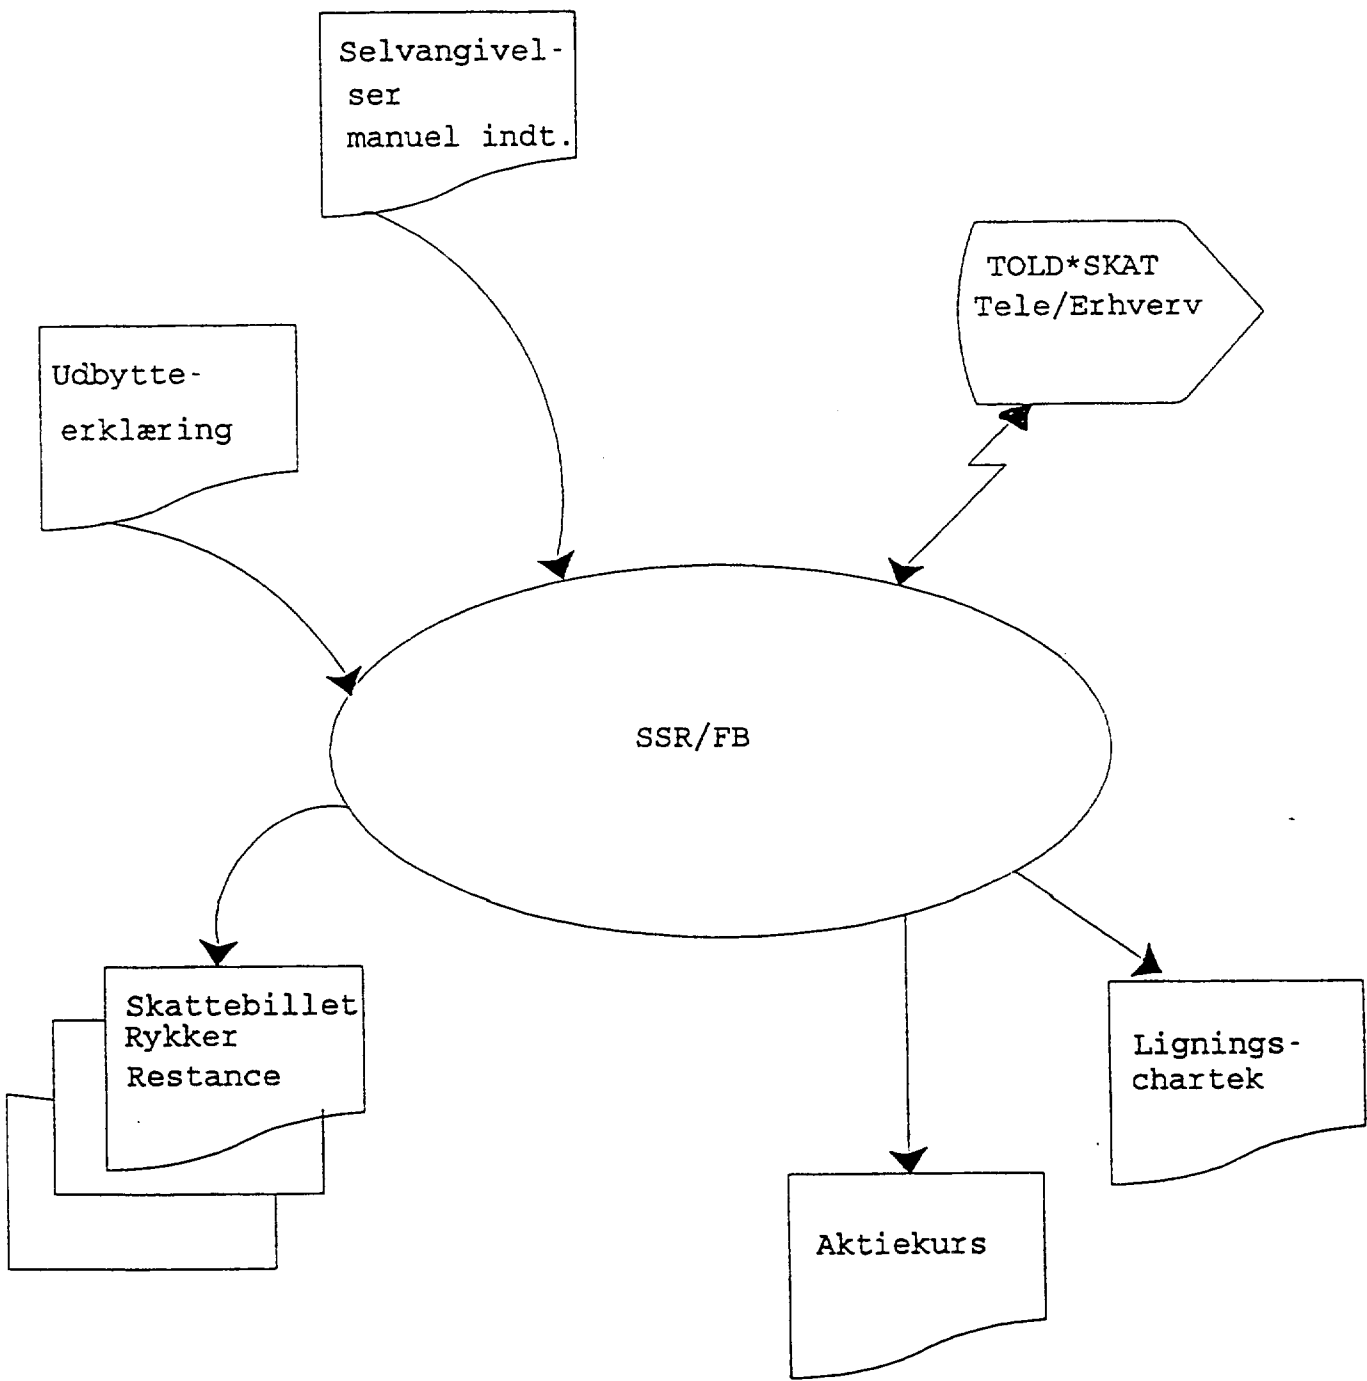 Selvangivel-
ser
manuel indt.
TOLD*SKAT
Tele/Erhverv
Udbytte-
erklæring
SSR/FB
Skattebillet
Rykker
Restance
Lignings-
chartek
Aktiekurs